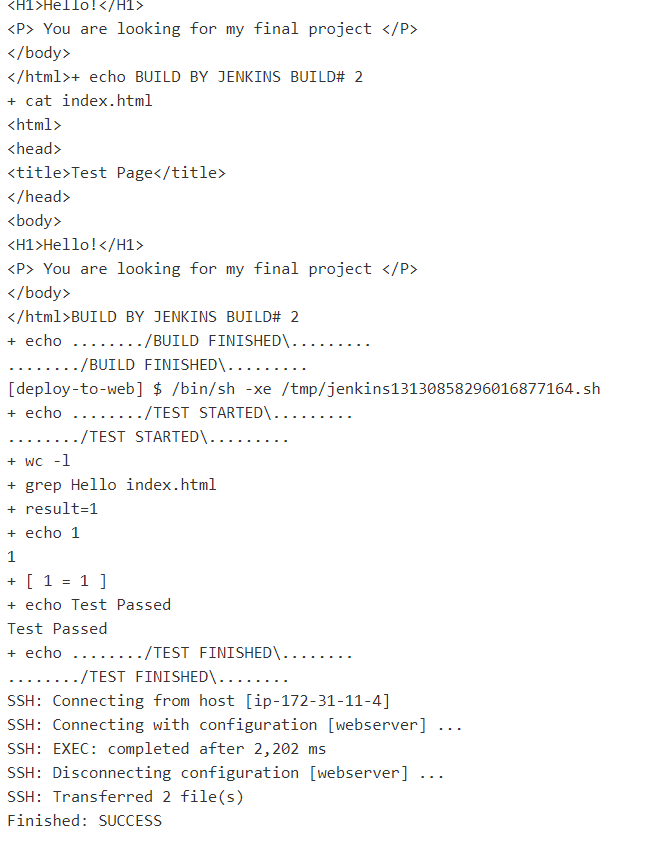 <H1>Hello!</H1>
<P> You are looking for my final project </P>
</body>
</html>+ echo BUILD BY JENKINS BUILD# 2
+ cat index.html
<html>
<head>
<title>Test Page</title>
</head>
<body>
<H1>Hello!</H1>
<P> You are looking for my final project </P>
</body>
</html>BUILD BY JENKINS BUILD# 2
+ echo ......../BUILD FINISHED\.........
......../BUILD FINISHED\.........
[deploy-to-web] $ /bin/sh -xe /tmp/jenkins13130858296016877164.sh
+ echo ......../TEST STARTED\.........
......../TEST STARTED\.........
+ wc -l
+ grep Hello index.html
+ result=1
+ echo 1
1
+ [ 1 = 1 ]
+ echo Test Passed
Test Passed
+ echo ......../TEST FINISHED\........
......../TEST FINISHED\........
SSH: Connecting from host [ip-172-31-11-4]
SSH: Connecting with configuration [webserver] ...
SSH: EXEC: completed after 2,202 ms
SSH: Disconnecting configuration [webserver] ...
SSH: Transferred 2 file(s)
Finished: SUCCESS